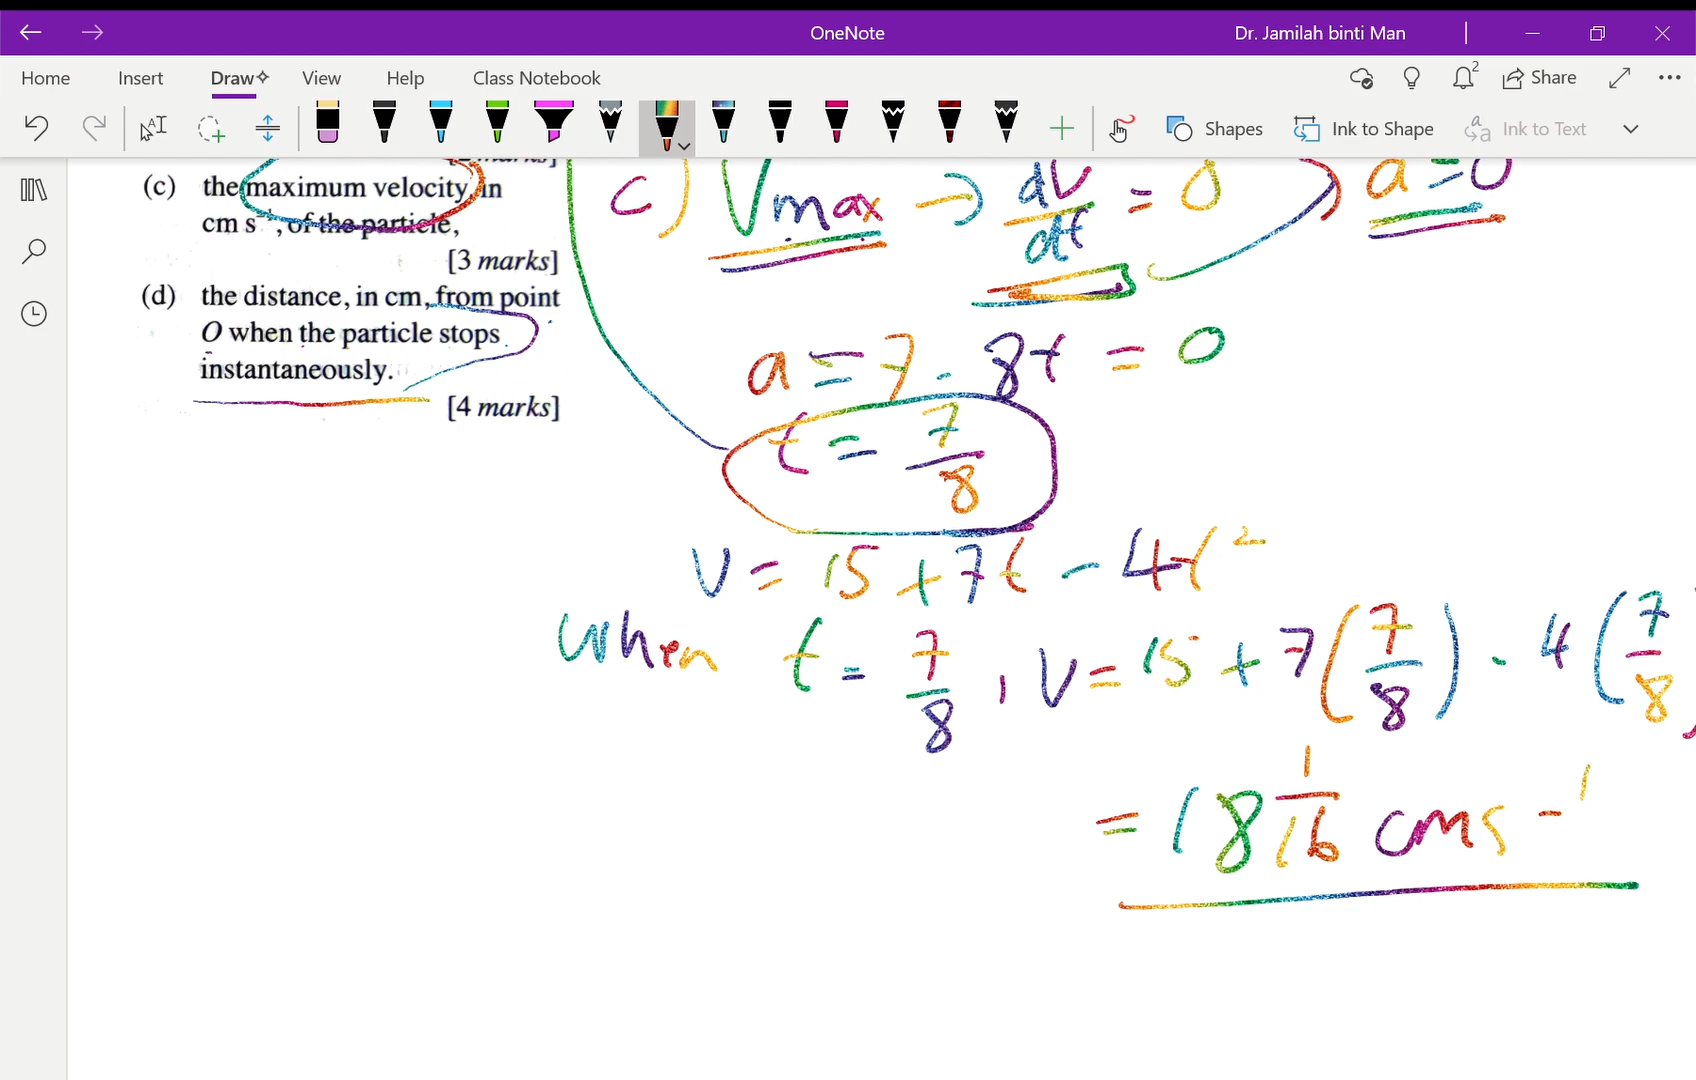 OneNote
Dr. Jamilah binti Man
Home Insert Draw View Help Class Notebook
2 Share
Shapes Ink to Shape Ink to Text
[2 marks]
(c) the maximum velocity, in
cm s⁻¹, of the particle,
[3 marks]
(d) the distance, in cm, from point
O when the particle stops
instantaneously.
[4 marks]
c) Vmax → dV/dt = 0 a = 0
a = 7 - 8t = 0
t = 7/8
V = 15 + 7t - 4t²
when t = 7/8, V = 15 + 7(7/8) - 4(7/8
= 18 1/16 cms⁻¹